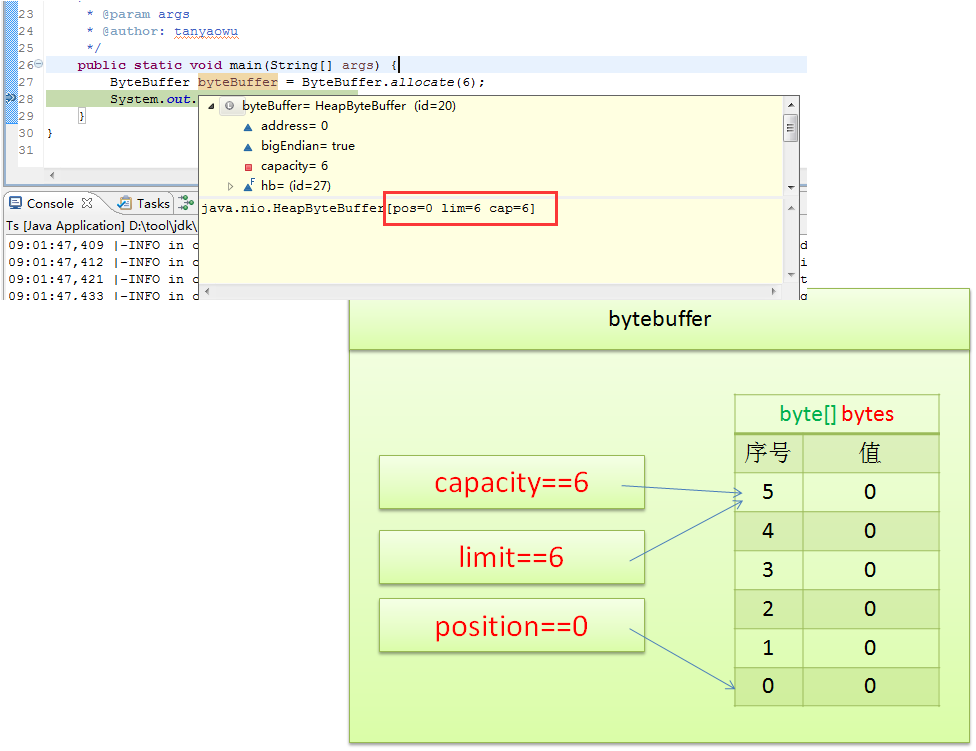 23 * @param args
24 * @author: tanyaowu
25 */
26 public static void main(String[] args) {
27 ByteBuffer byteBuffer = ByteBuffer.allocate(6);
28 System.out.
29 }
30 }
31
byteBuffer= HeapByteBuffer (id=20)
address= 0
bigEndian= true
capacity= 6
hb= (id=27)
java.nio.HeapByteBuffer[pos=0 lim=6 cap=6]
Console Tasks
Ts [Java Application] D:\tool\jdk\
09:01:47,409 |-INFO in c
09:01:47,412 |-INFO in c
09:01:47,421 |-INFO in c
09:01:47,433 |-INFO in c
bytebuffer
byte[] bytes
序号 值
capacity==6
limit==6
position==0
5 0
4 0
3 0
2 0
1 0
0 0